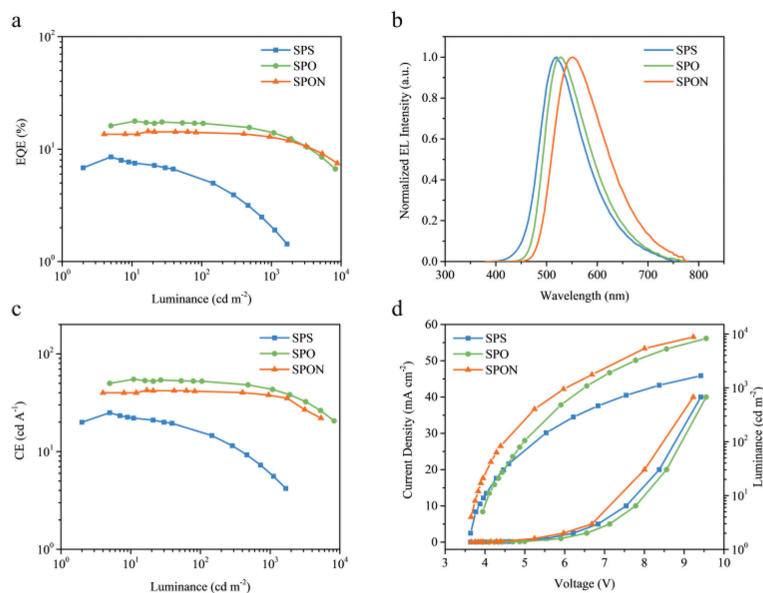 a
10²
10¹
10⁰
EQE (%)
SPS
SPO
SPON
10⁰ 10¹ 10² 10³ 10⁴
Luminance (cd m⁻²)
b
1.0
0.8
0.6
0.4
0.2
0.0
Normalized EL Intensity (a.u.)
SPS
SPO
SPON
300 400 500 600 700 800
Wavelength (nm)
c
10²
10¹
10⁰
CE (cd A⁻¹)
SPS
SPO
SPON
10⁰ 10¹ 10² 10³ 10⁴
Luminance (cd m⁻²)
d
60
50
40
30
20
10
0
Current Density (mA cm⁻²)
SPS
SPO
SPON
10⁴
10³
10²
10¹
10⁰
Luminance (cd m⁻²)
3 4 5 6 7 8 9 10
Voltage (V)